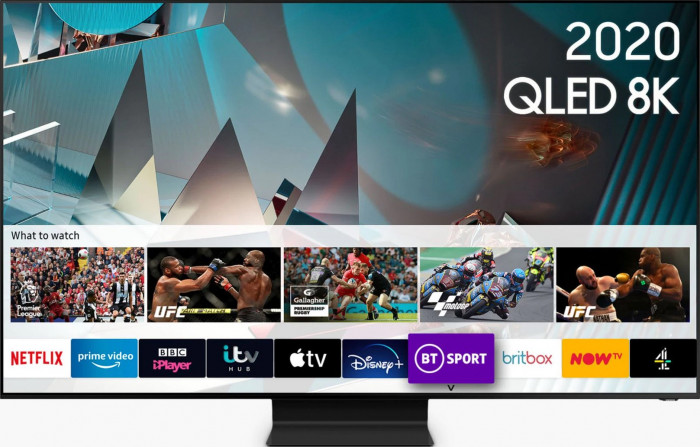 2020
QLED 8K
What to watch
Premier
League
UFC
Gallagher
PREMIERSHIP
RUGBY
motogp
UFC
NETFLIX
prime video
BBC
iPlayer
itv
HUB
tv
Disney+
BT SPORT
britbox
NOW TV
4